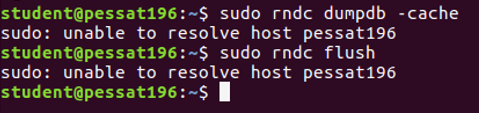 student@pessat196:~$ sudo rndc dumpdb -cache
sudo: unable to resolve host pessat196
student@pessat196:~$ sudo rndc flush
sudo: unable to resolve host pessat196
student@pessat196:~$